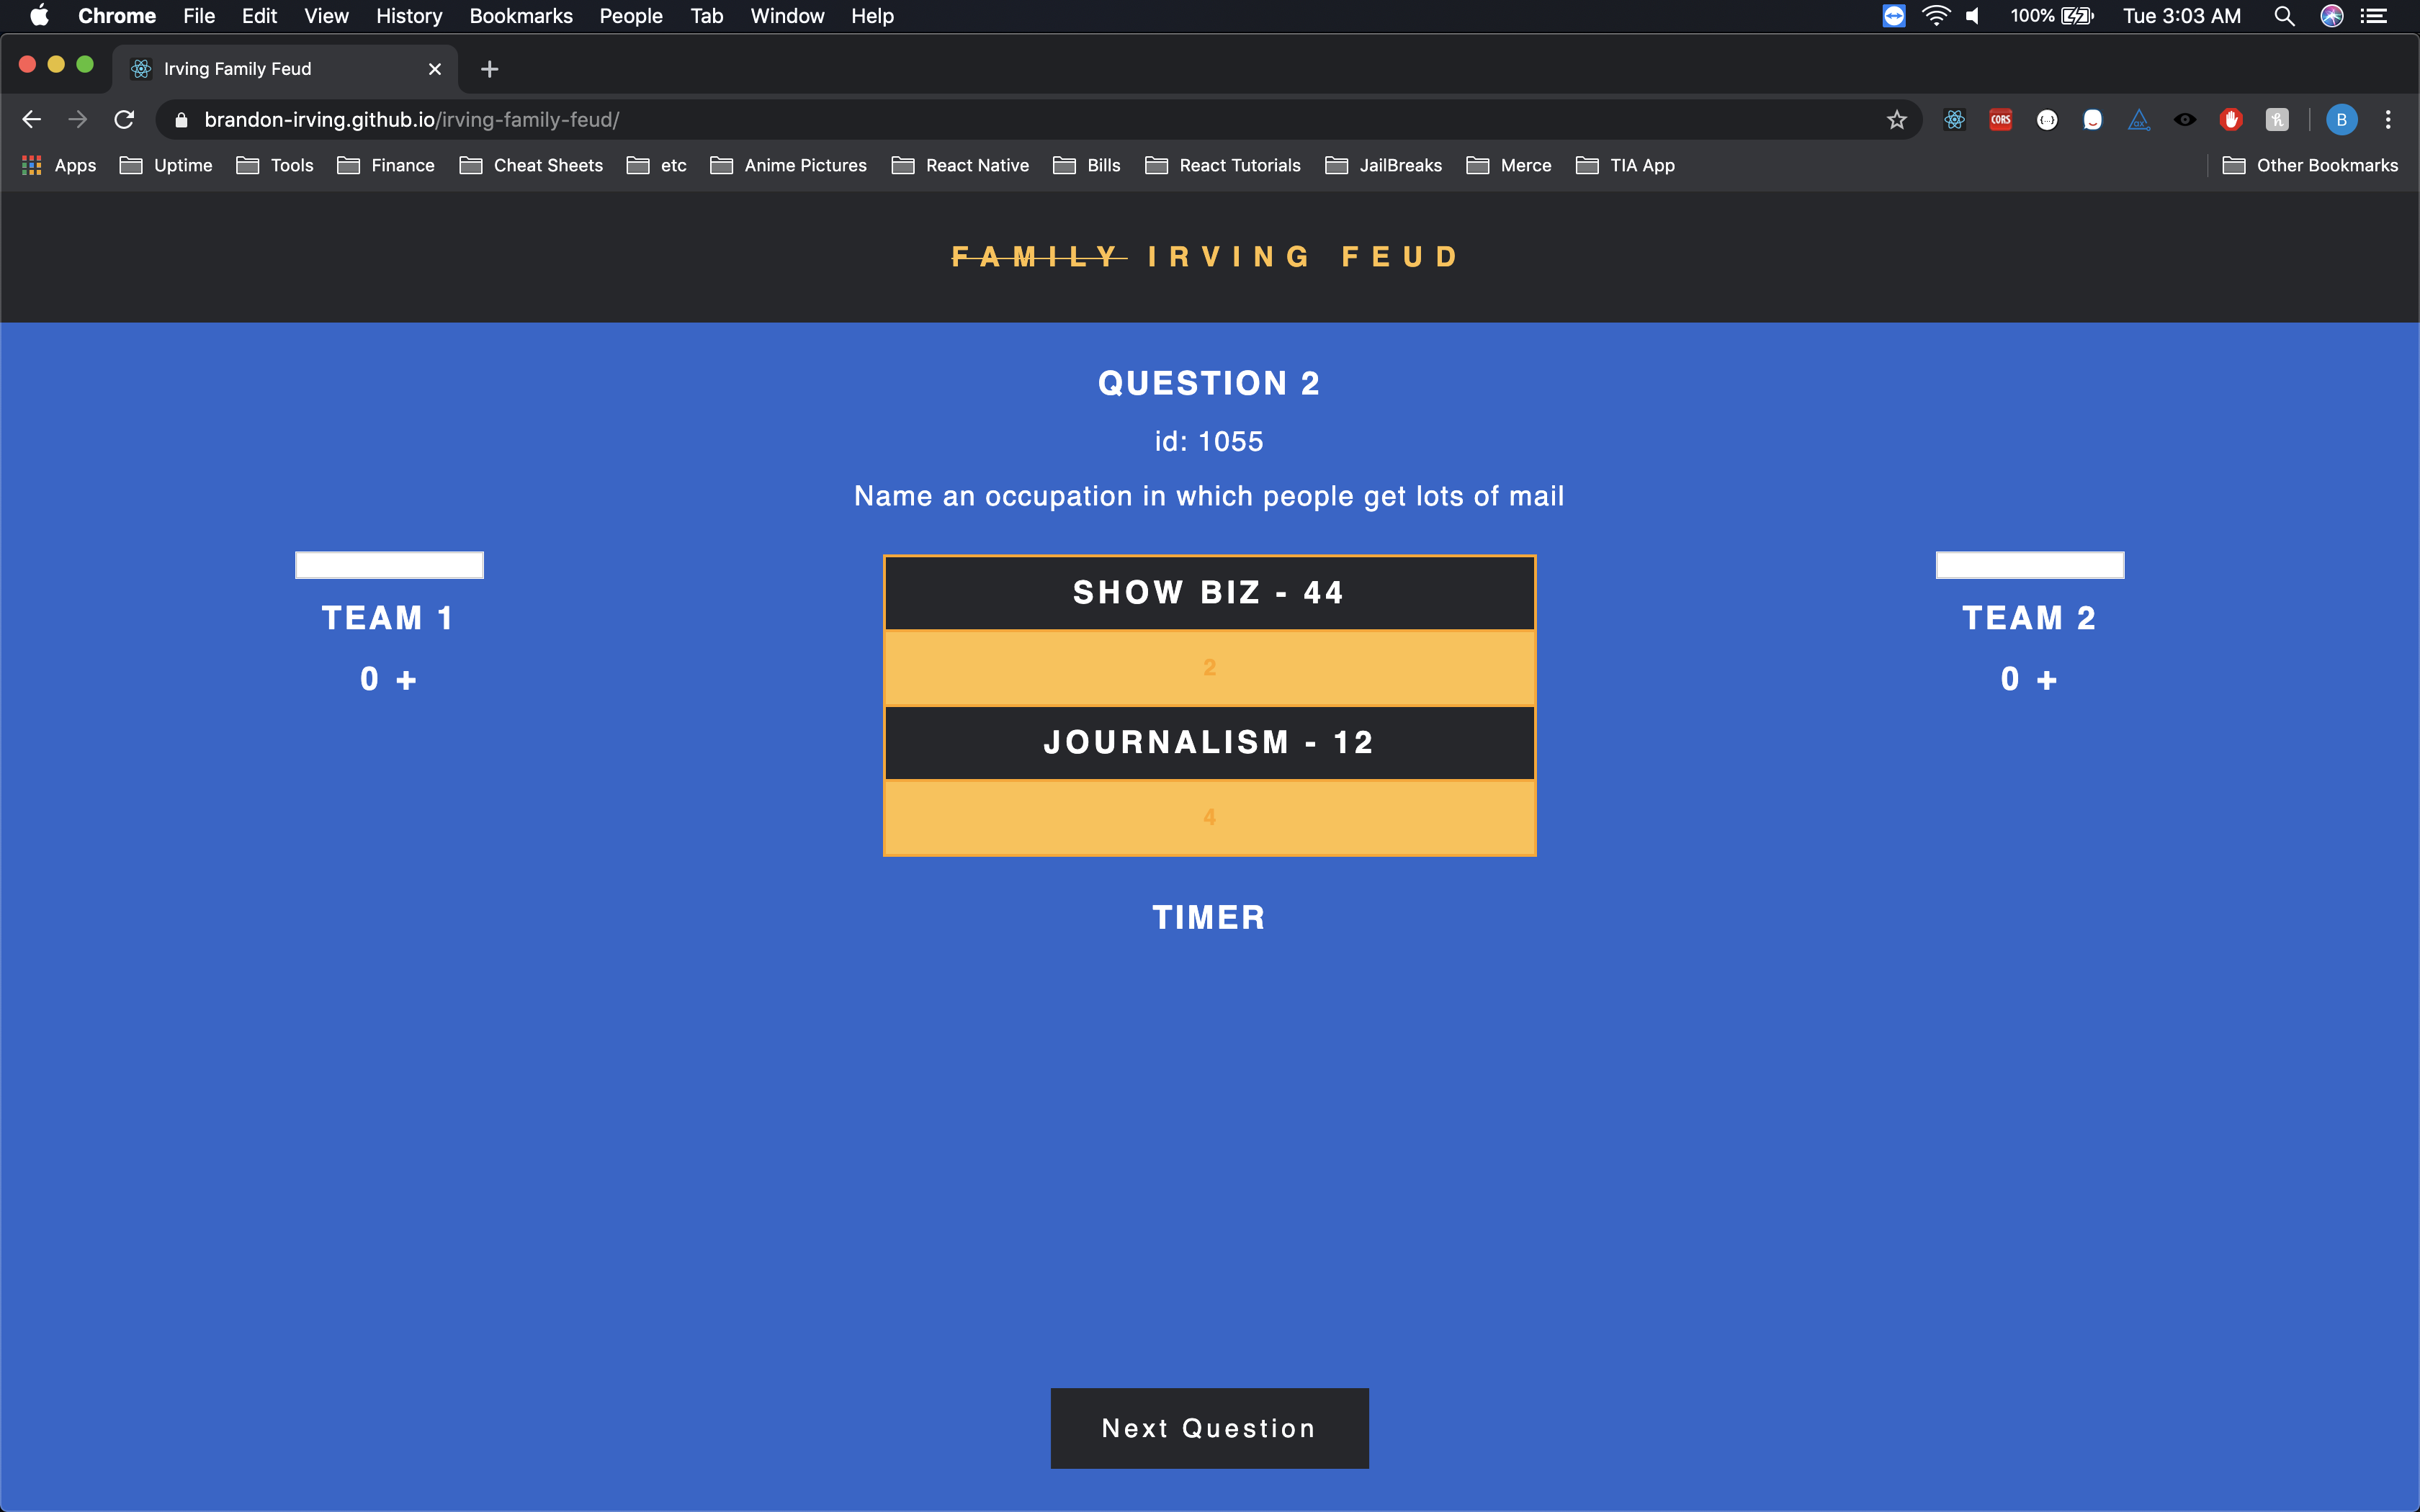 Chrome File Edit View History Bookmarks People Tab Window Help 100% Tue 3:03 AM
Irving Family Feud
brandon-irving.github.io/irving-family-feud/ CORS B
Apps Uptime Tools Finance Cheat Sheets etc Anime Pictures React Native Bills React Tutorials JailBreaks Merce TIA App Other Bookmarks
FAMILY IRVING FEUD
QUESTION 2
id: 1055
Name an occupation in which people get lots of mail
TEAM 1
0 +
SHOW BIZ - 44
2
JOURNALISM - 12
4
TEAM 2
0 +
TIMER
Next Question